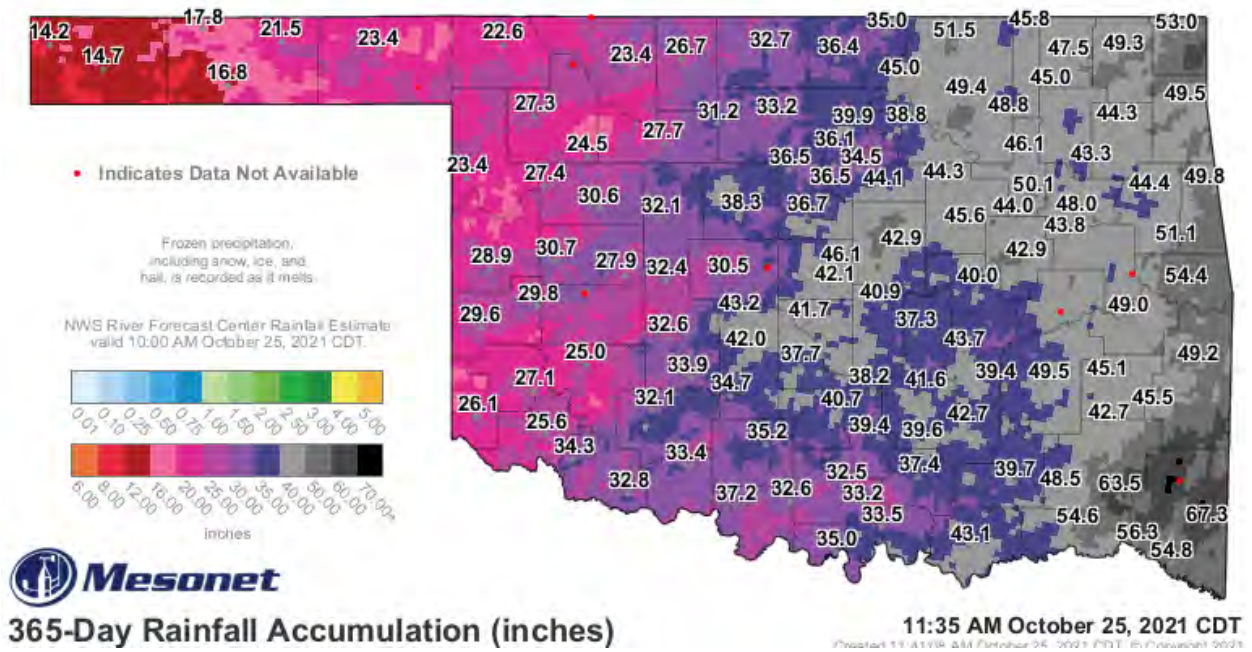 14.2 17.8 21.5 23.4 22.6 23.4 26.7 32.7 36.4 35.0 51.5 45.8 47.5 49.3 53.0
14.7 16.8 45.0 49.4 45.0 49.5
27.3 31.2 33.2 39.9 38.8 48.8 44.3
24.5 27.7 36.1 46.1
23.4 27.4 36.5 34.5 44.3 43.3 49.8
• Indicates Data Not Available
36.5 44.1 50.1 44.4
30.6 32.1 38.3 36.7 45.6 44.0 48.0
43.8 51.1
Frozen precipitation,
including snow, ice, and
hail, is recorded as it melts.
28.9 30.7 27.9 32.4 30.5 46.1 42.9 42.9 54.4
42.1 40.0
29.8 43.2 41.7 40.9 49.0
29.6 32.6 37.3
NWS River Forecast Center Rainfall Estimate
valid 10:00 AM October 25, 2021 CDT
42.0 43.7
25.0 33.9 37.7 49.2
27.1 34.7 38.2 41.6 39.4 49.5 45.1
26.1 32.1 40.7 42.7 42.7 45.5
25.6 35.2 39.4 39.6
34.3 33.4
32.8 37.2 32.6 32.5 37.4 39.7 48.5 63.5
33.2
33.5 54.6 67.3
35.0 43.1 56.3
54.8
0.01 0.10 0.25 0.50 0.75 1.00 1.50 2.00 2.50 3.00 4.00 5.00
6.00 8.00 12.00 16.00 20.00 25.00 30.00 35.00 40.00 50.00 60.00 70.00+
inches
Mesonet
365-Day Rainfall Accumulation (inches)
11:35 AM October 25, 2021 CDT
Created 11:41:08 AM October 25, 2021 CDT. © Copyright 2021